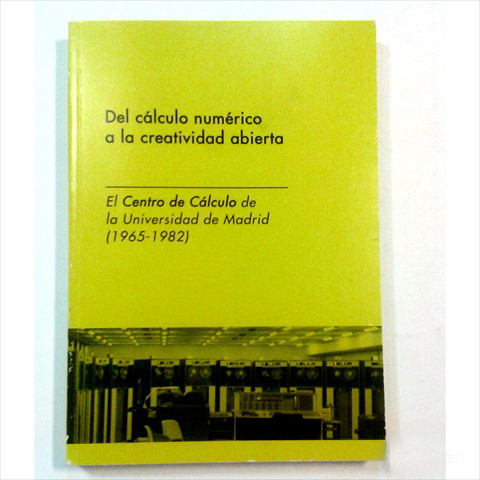 Del cálculo numérico
a la creatividad abierta
El Centro de Cálculo de
la Universidad de Madrid
(1965-1982)